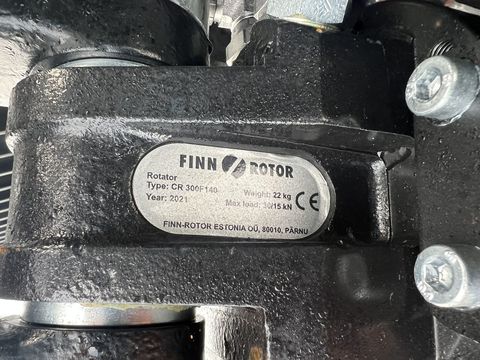 FINN ROTOR
Rotator
Type: CR 300F140 Weight: 22 kg
Year: 2021 Max load: 30/15 kN CE
FINN-ROTOR ESTONIA OÜ, 80010, PÄRNU